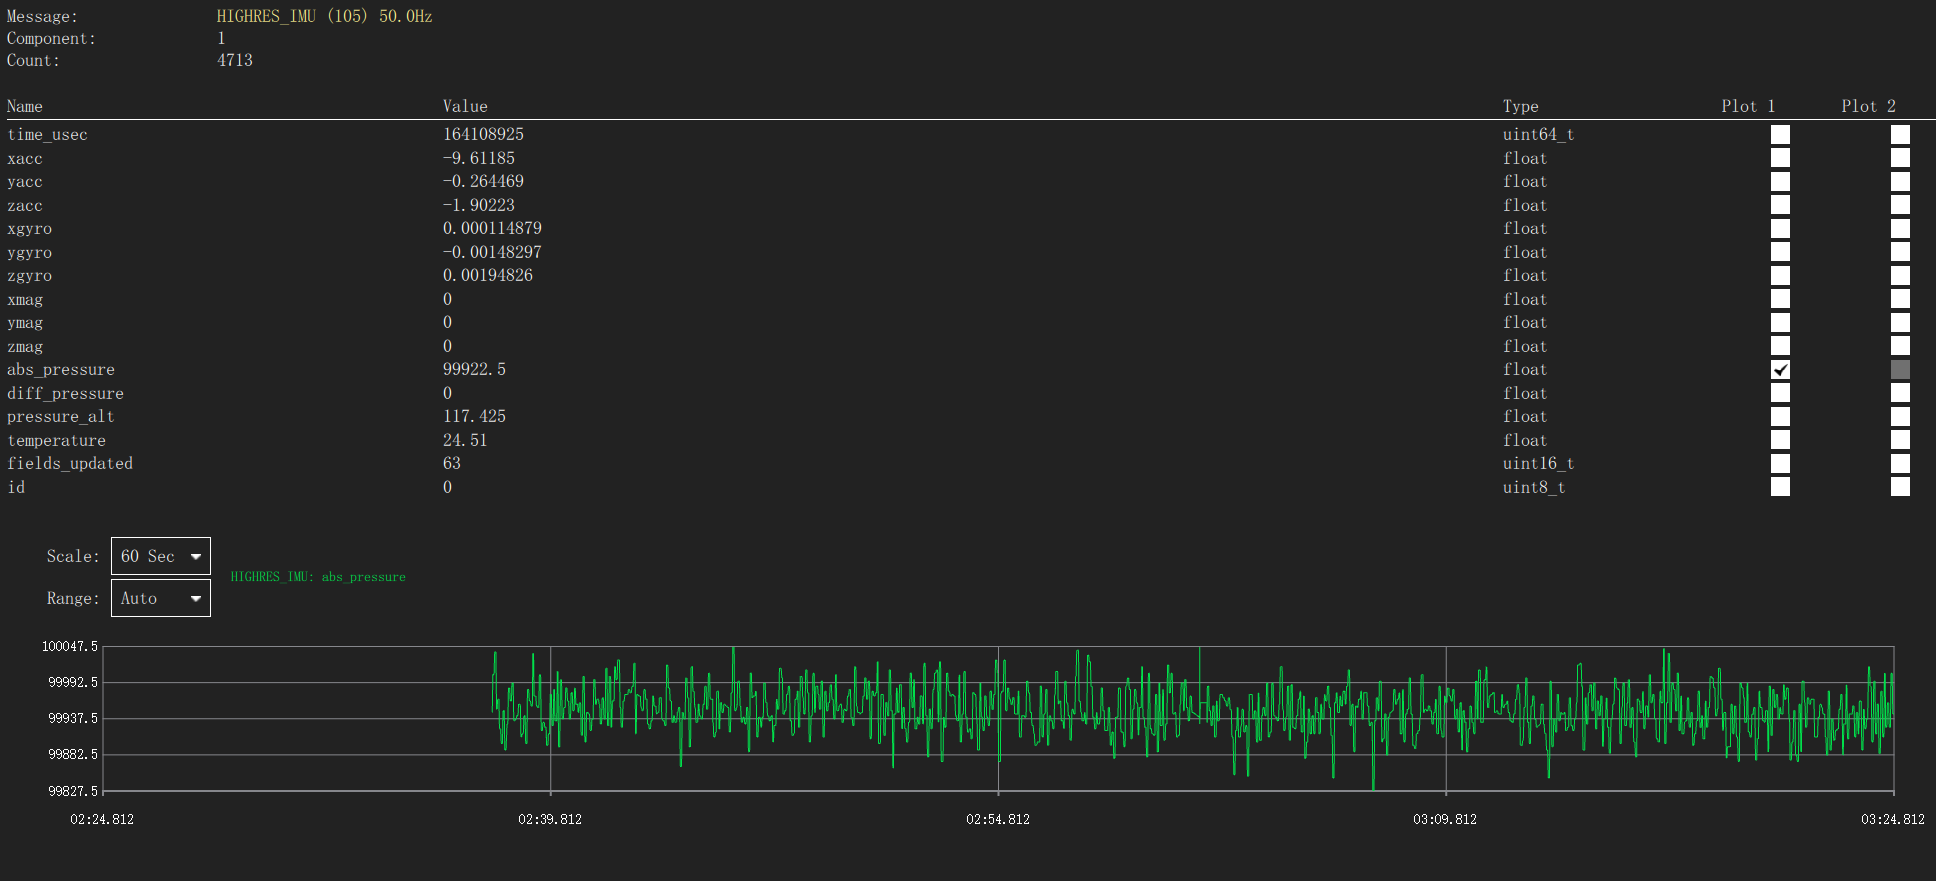 Message: HIGHRES_IMU (105) 50.0Hz
Component: 1
Count: 4713
Name Value Type Plot 1 Plot 2
time_usec 164108925 uint64_t
xacc -9.61185 float
yacc -0.264469 float
zacc -1.90223 float
xgyro 0.000114879 float
ygyro -0.00148297 float
zgyro 0.00194826 float
xmag 0 float
ymag 0 float
zmag 0 float
abs_pressure 99922.5 float
diff_pressure 0 float
pressure_alt 117.425 float
temperature 24.51 float
fields_updated 63 uint16_t
id 0 uint8_t
Scale: 60 Sec
HIGHRES_IMU: abs_pressure
Range: Auto
100047.5
99992.5
99937.5
99882.5
99827.5
02:24.812 02:39.812 02:54.812 03:09.812 03:24.812